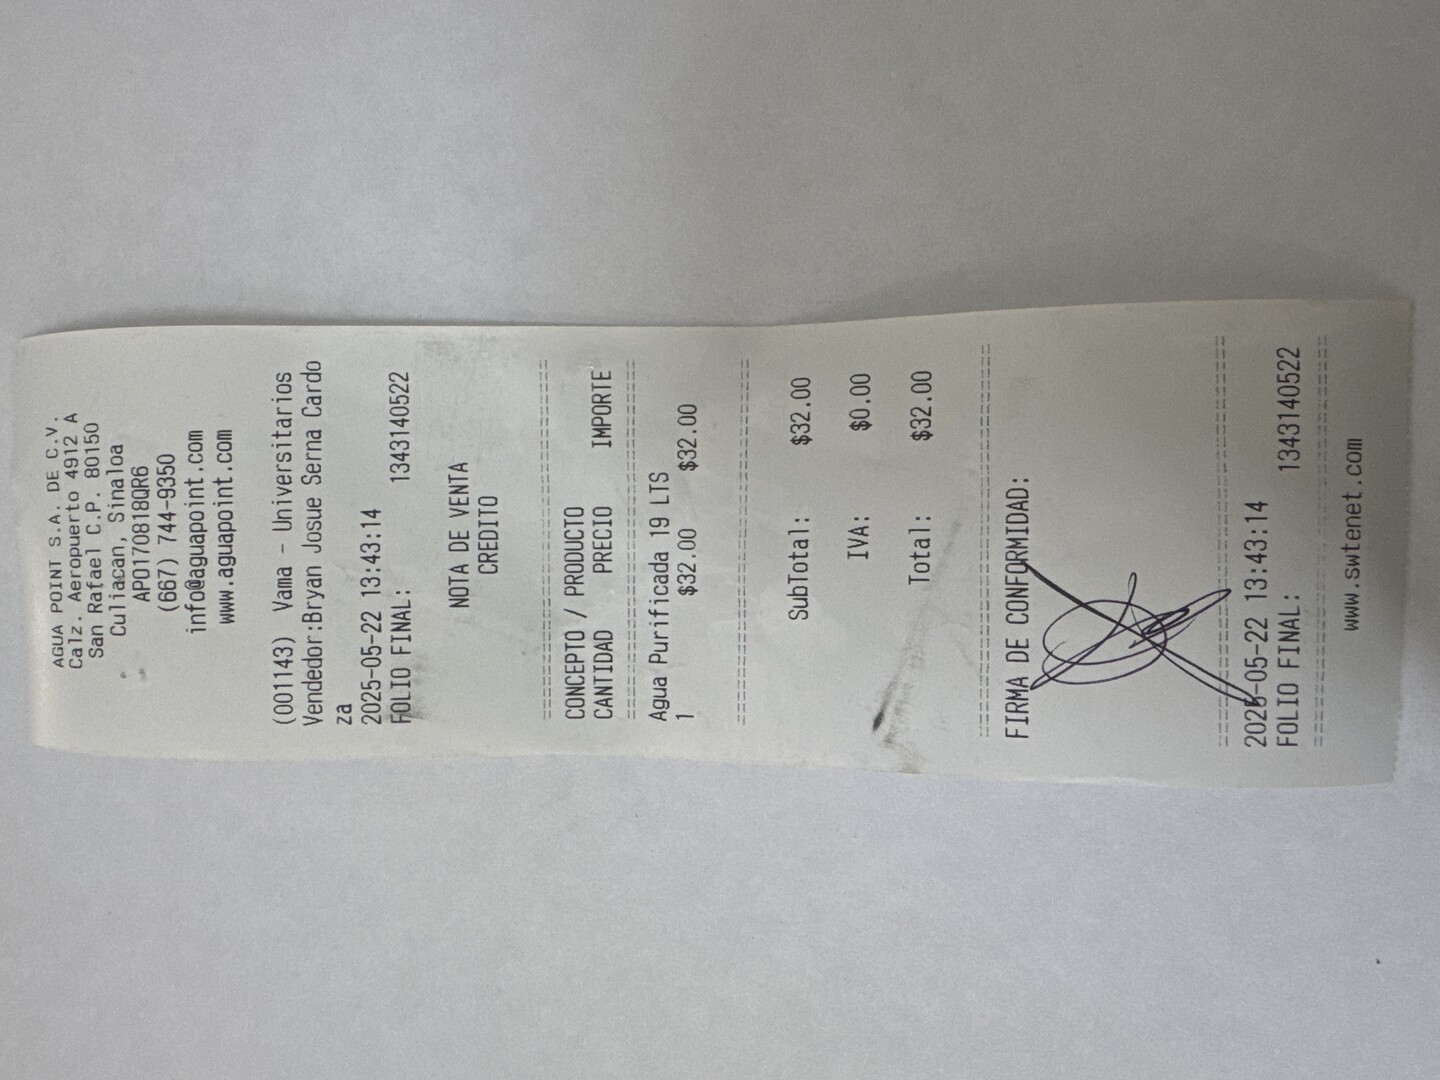 AGUA POINT S.A. DE C.V.
Calz. Aeropuerto 4912 A
San Rafael C.P. 80150
Culiacan, Sinaloa
APO170818QR6
(667) 744-9350
info@aguapoint.com
www.aguapoint.com
(001143) Vama - Universitarios
Vendedor:Bryan Josue Serna Cardo
za
2025-05-22 13:43:14
FOLIO FINAL: 1343140522
NOTA DE VENTA
CREDITO
================================
CONCEPTO / PRODUCTO
CANTIDAD PRECIO IMPORTE
================================
Agua Purificada 19 LTS
1 $32.00 $32.00
================================
SubTotal: $32.00
IVA: $0.00
Total: $32.00
================================
FIRMA DE CONFORMIDAD:
================================
2025-05-22 13:43:14
FOLIO FINAL: 1343140522
================================
www.swtenet.com